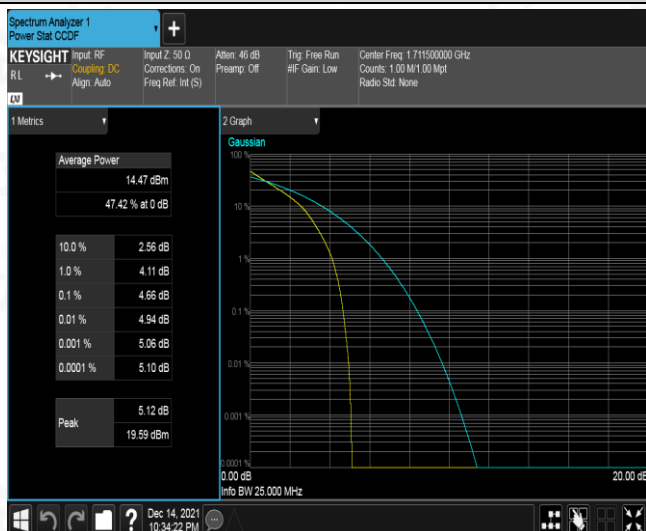 Spectrum Analyzer 1
Power Stat CCDF
+
KEYSIGHT
RL
Input: RF
Coupling: DC
Align: Auto
Input Z: 50 Ω
Corrections: On
Freq Ref: Int (S)
Atten: 46 dB
Preamp: Off
Trig: Free Run
#IF Gain: Low
Center Freq: 1.711500000 GHz
Counts: 1.00 M/1.00 Mpt
Radio Std: None
LXI
1 Metrics
Average Power
14.47 dBm
47.42 % at 0 dB
10.0 % 2.56 dB
1.0 % 4.11 dB
0.1 % 4.66 dB
0.01 % 4.94 dB
0.001 % 5.06 dB
0.0001 % 5.10 dB
Peak
5.12 dB
19.59 dBm
2 Graph
Gaussian
100 %
10 %
1 %
0.1 %
0.01 %
0.001 %
0.0001 %
0.00 dB
20.00 dB
Info BW 25.000 MHz
?
Dec 14, 2021
10:34:22 PM